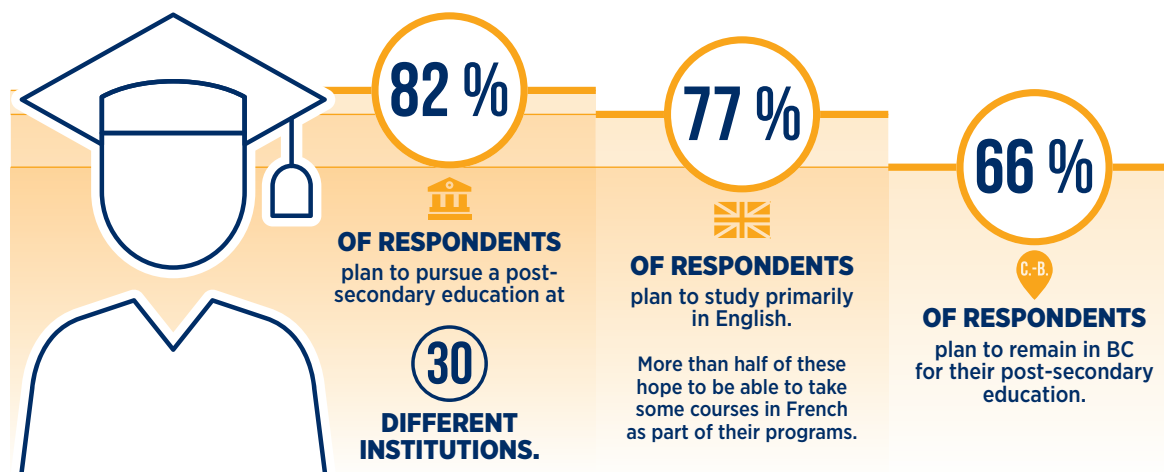 82 %
OF RESPONDENTS
plan to pursue a post-
secondary education at
30
DIFFERENT
INSTITUTIONS.
77 %
OF RESPONDENTS
plan to study primarily
in English.
More than half of these
hope to be able to take
some courses in French
as part of their programs.
66 %
C.-B.
OF RESPONDENTS
plan to remain in BC
for their post-secondary
education.